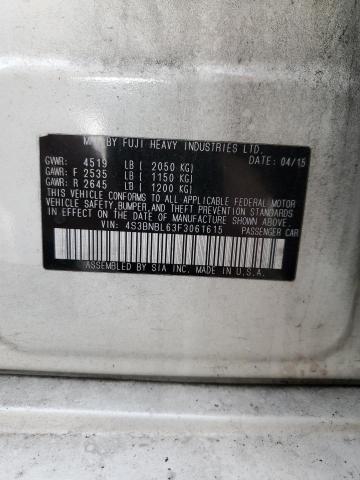 MFD BY FUJI HEAVY INDUSTRIES LTD.
GVWR: 4519 LB ( 2050 KG) DATE: 04/15
GAWR: F 2535 LB ( 1150 KG)
GAWR: R 2645 LB ( 1200 KG)
THIS VEHICLE CONFORMS TO ALL APPLICABLE FEDERAL MOTOR
VEHICLE SAFETY, BUMPER, AND THEFT PREVENTION STANDARDS
IN EFFECT ON THE DATE OF MANUFACTURE SHOWN ABOVE.
VIN: 4S3BNBL63F3061615 PASSENGER CAR
ASSEMBLED BY SIA INC. MADE IN U.S.A.